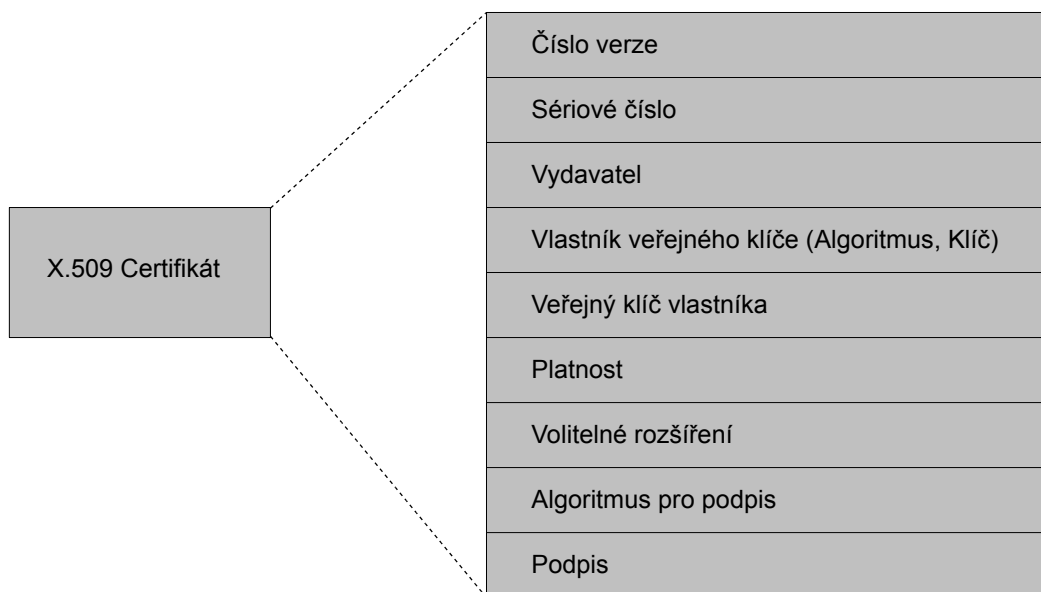 X.509 Certifikát
Číslo verze
Sériové číslo
Vydavatel
Vlastník veřejného klíče (Algoritmus, Klíč)
Veřejný klíč vlastníka
Platnost
Volitelné rozšíření
Algoritmus pro podpis
Podpis